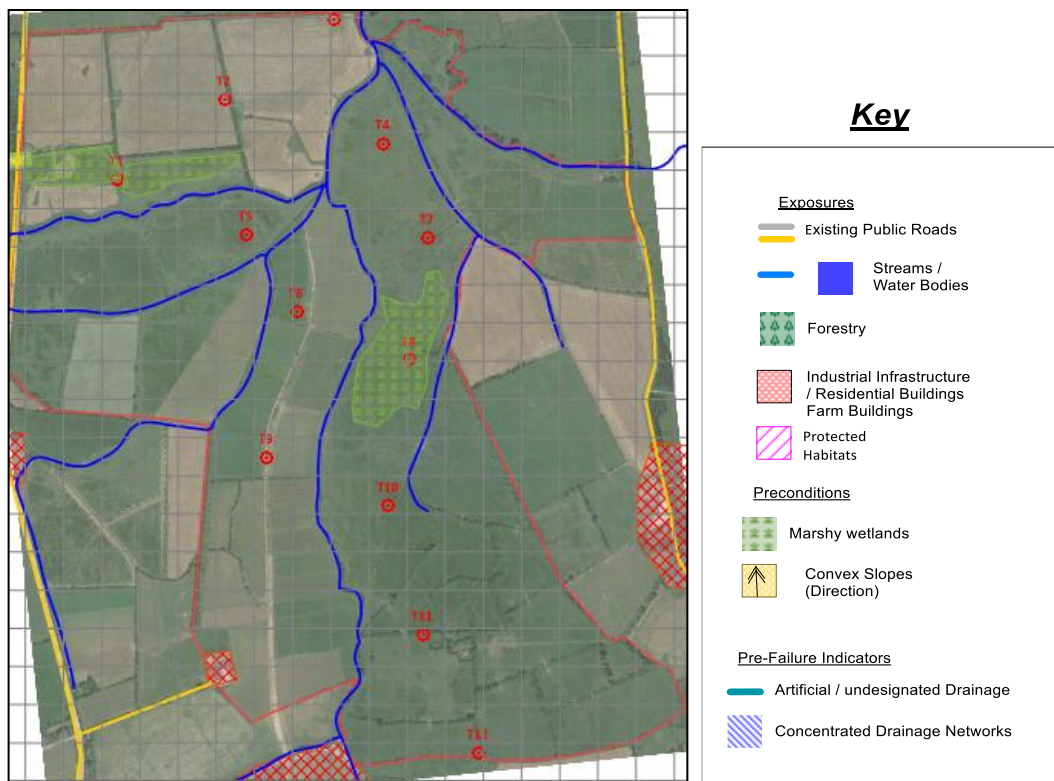 T2
T4
T5
T7
T8
T9
T10
T11
Key
Exposures
Existing Public Roads
Streams /
Water Bodies
Forestry
Industrial Infrastructure
/ Residential Buildings
Farm Buildings
Protected
Habitats
Preconditions
Marshy wetlands
Convex Slopes
(Direction)
Pre-Failure Indicators
Artificial / undesignated Drainage
Concentrated Drainage Networks